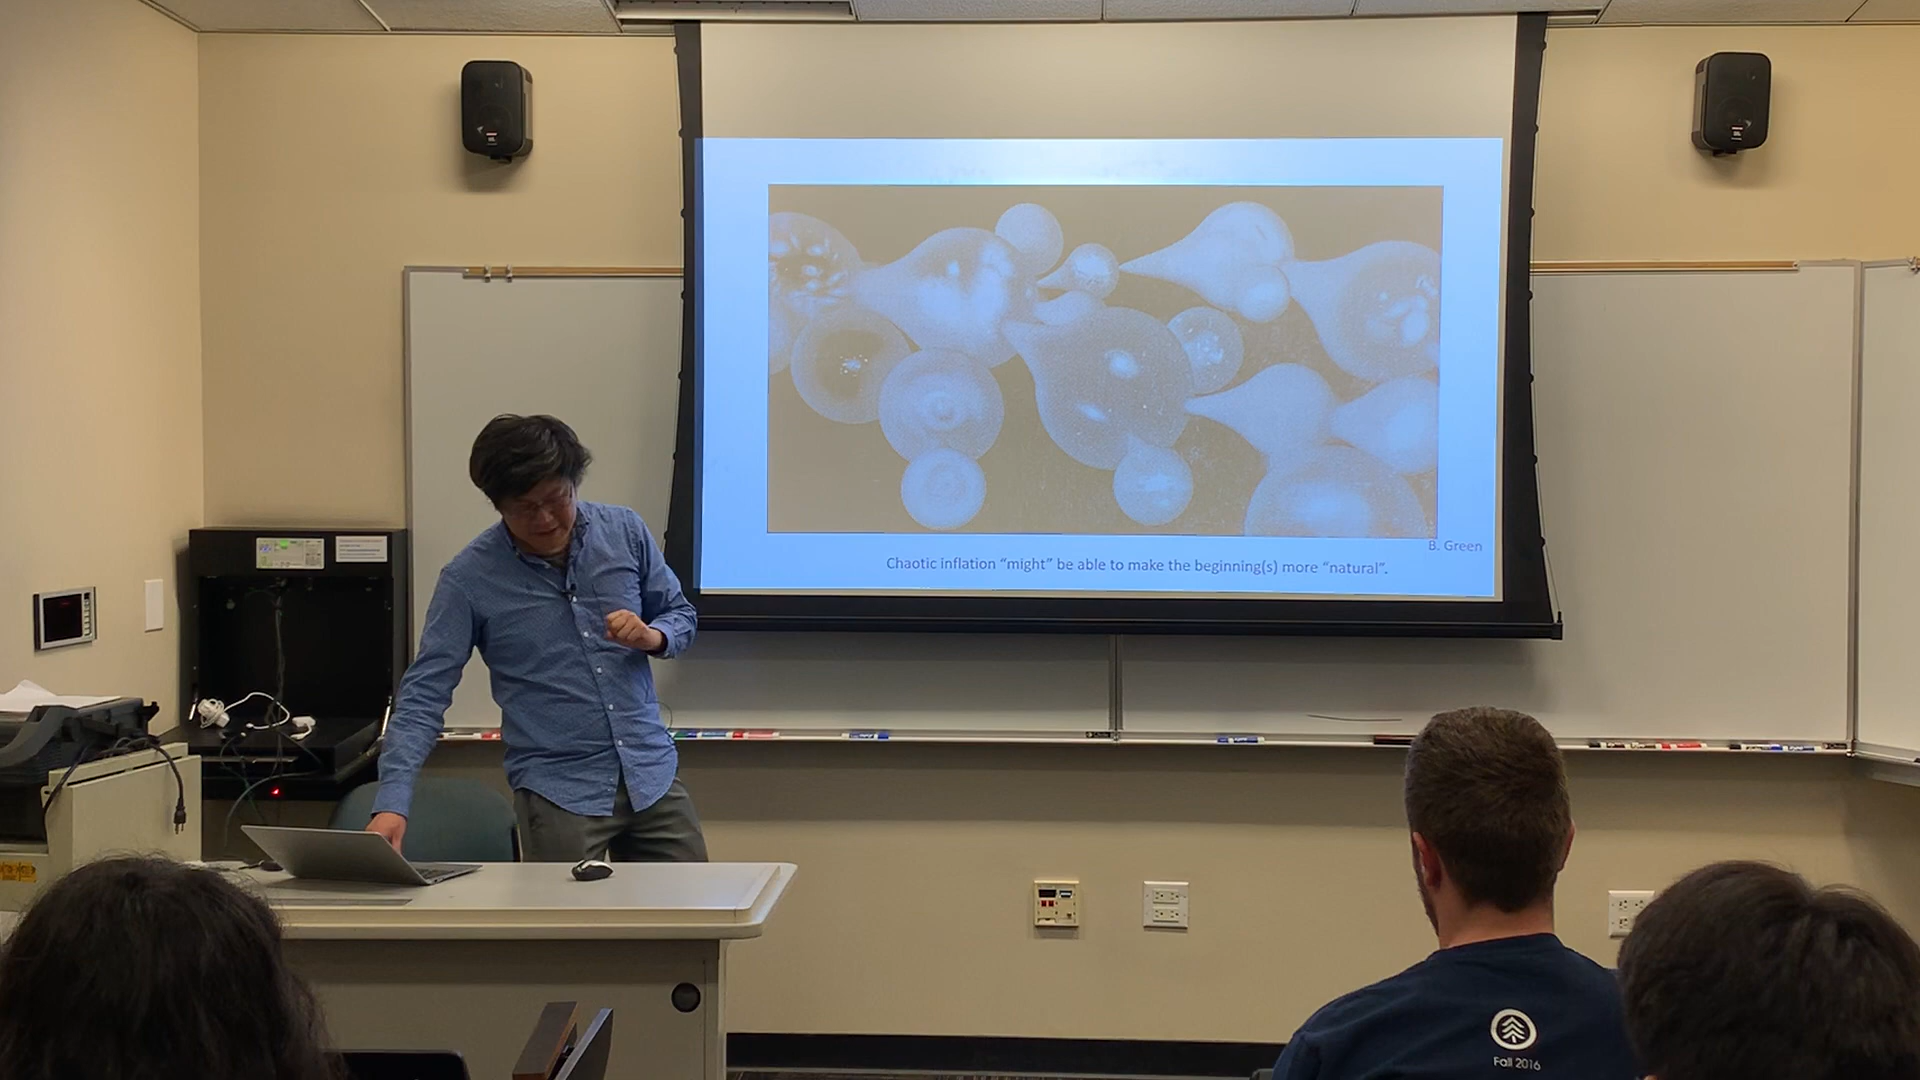 B. Green
Chaotic inflation “might” be able to make the beginning(s) more “natural”.
Fall 2016